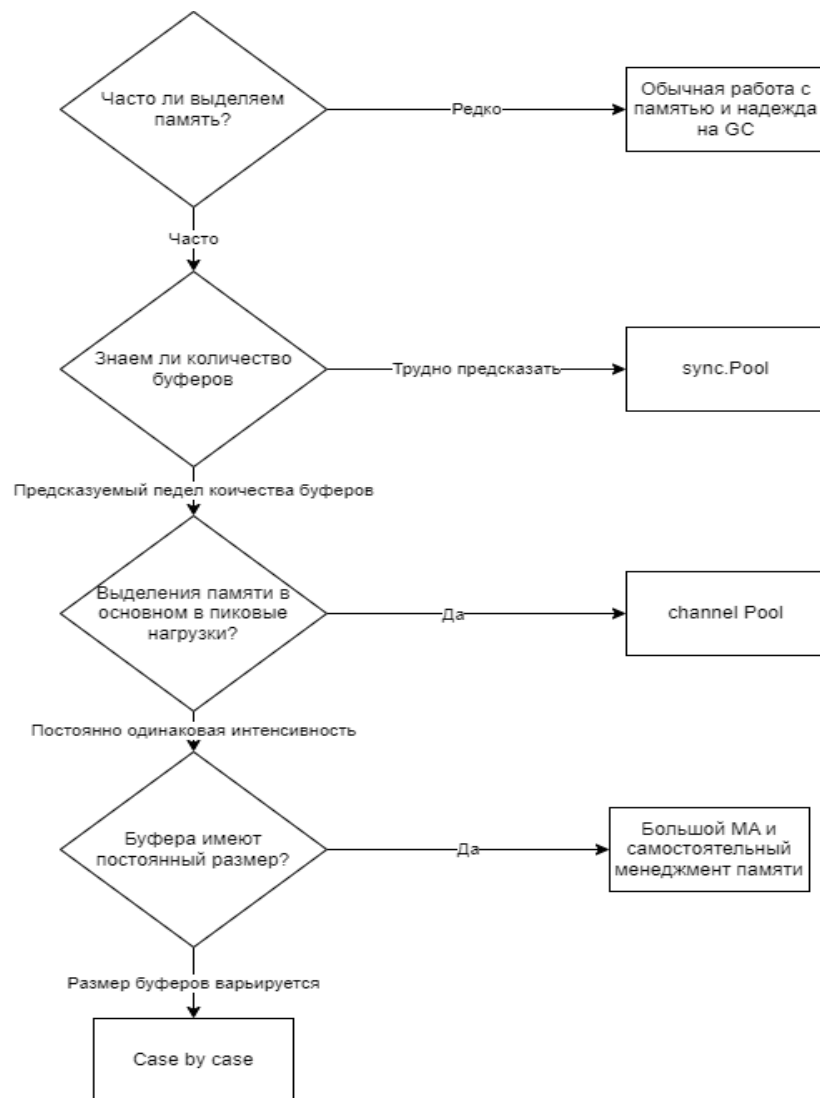 Часто ли выделяем
память?
Редко
Обычная работа с
памятью и надежда
на GC
Часто
Знаем ли количество
буферов
Трудно предсказать
sync.Pool
Предсказуемый педел коичества буферов
Выделения памяти в
основном в пиковые
нагрузки?
Да
channel Pool
Постоянно одинаковая интенсивность
Буфера имеют
постоянный размер?
Да
Большой МА и
самостоятельный
менеджмент памяти
Размер буферов варьируется
Case by case